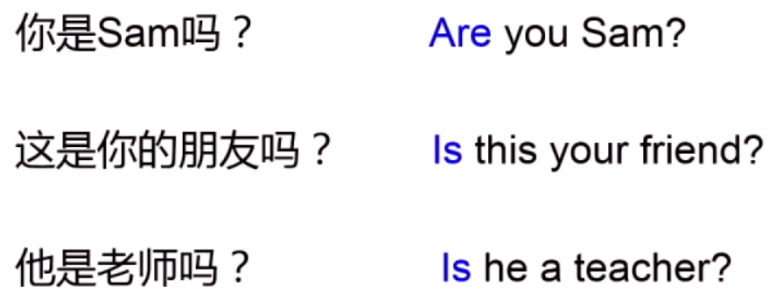 你是Sam吗？ Are you Sam?
这是你的朋友吗？ Is this your friend?
他是老师吗？ Is he a teacher?